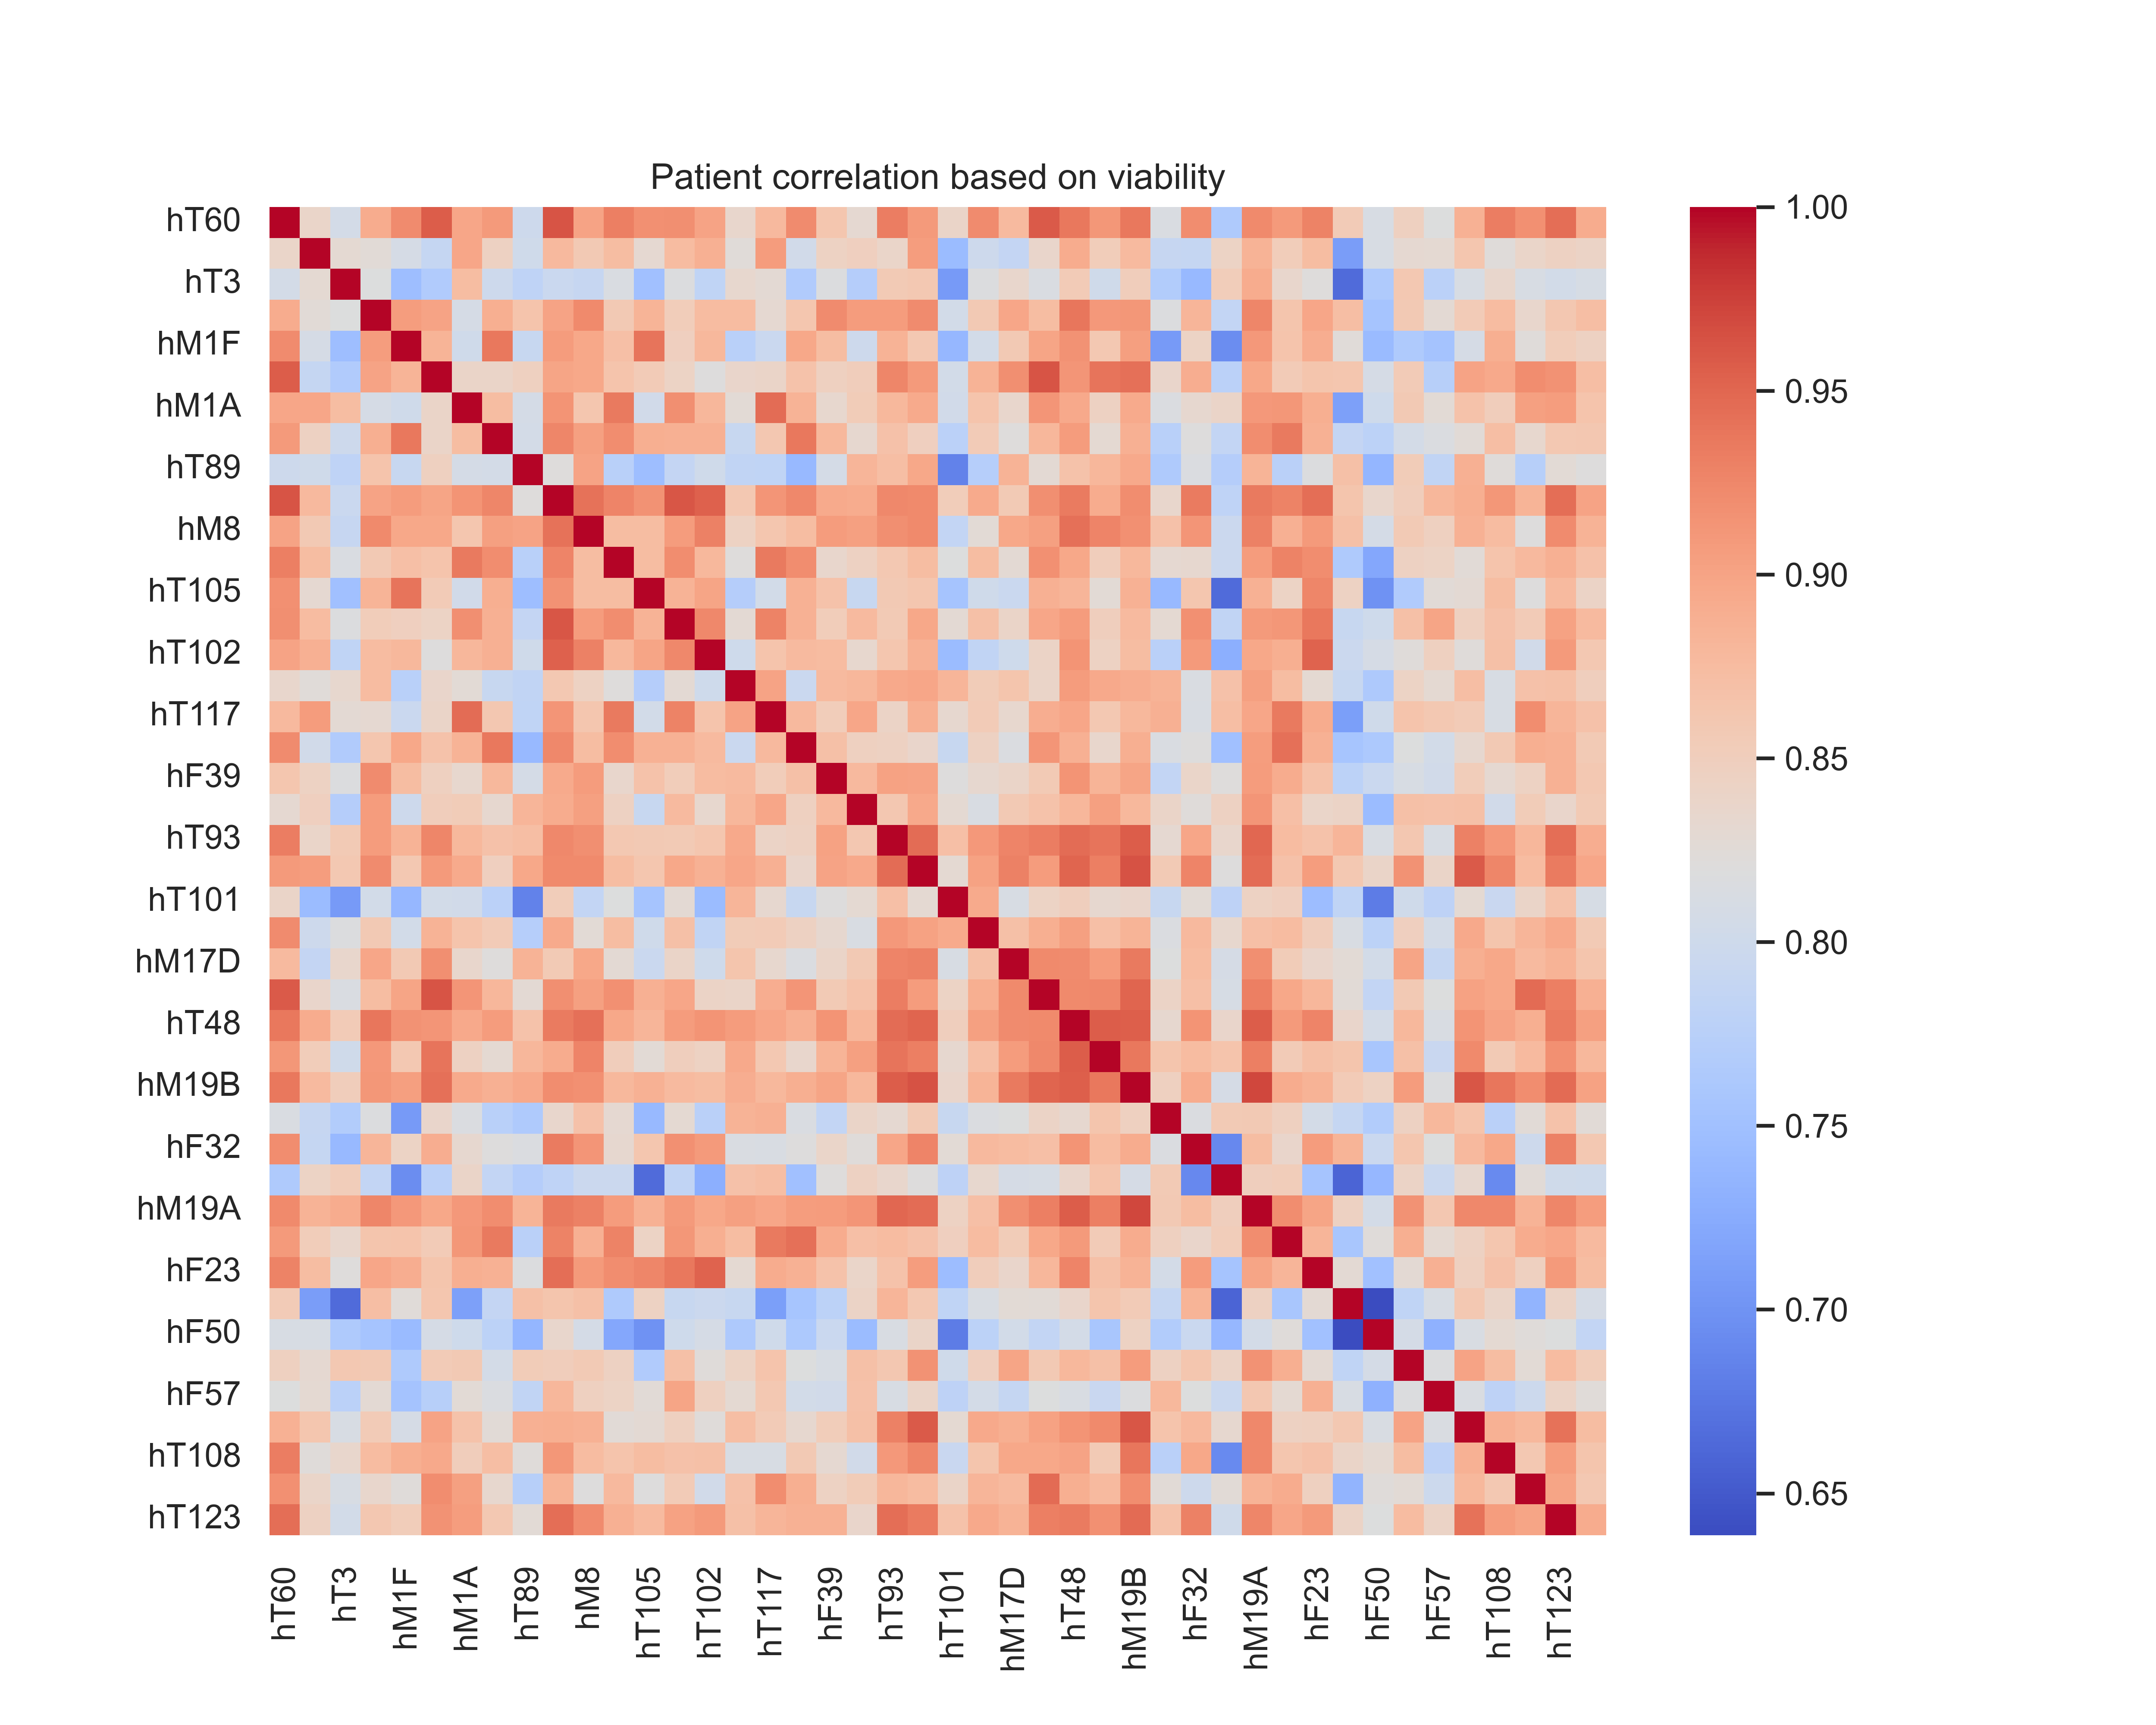 Patient correlation based on viability
hT60
hT3
hM1F
hM1A
hT89
hM8
hT105
hT102
hT117
hF39
hT93
hT101
hM17D
hT48
hM19B
hF32
hM19A
hF23
hF50
hF57
hT108
hT123
hT60
hT3
hM1F
hM1A
hT89
hM8
hT105
hT102
hT117
hF39
hT93
hT101
hM17D
hT48
hM19B
hF32
hM19A
hF23
hF50
hF57
hT108
hT123
1.00
0.95
0.90
0.85
0.80
0.75
0.70
0.65